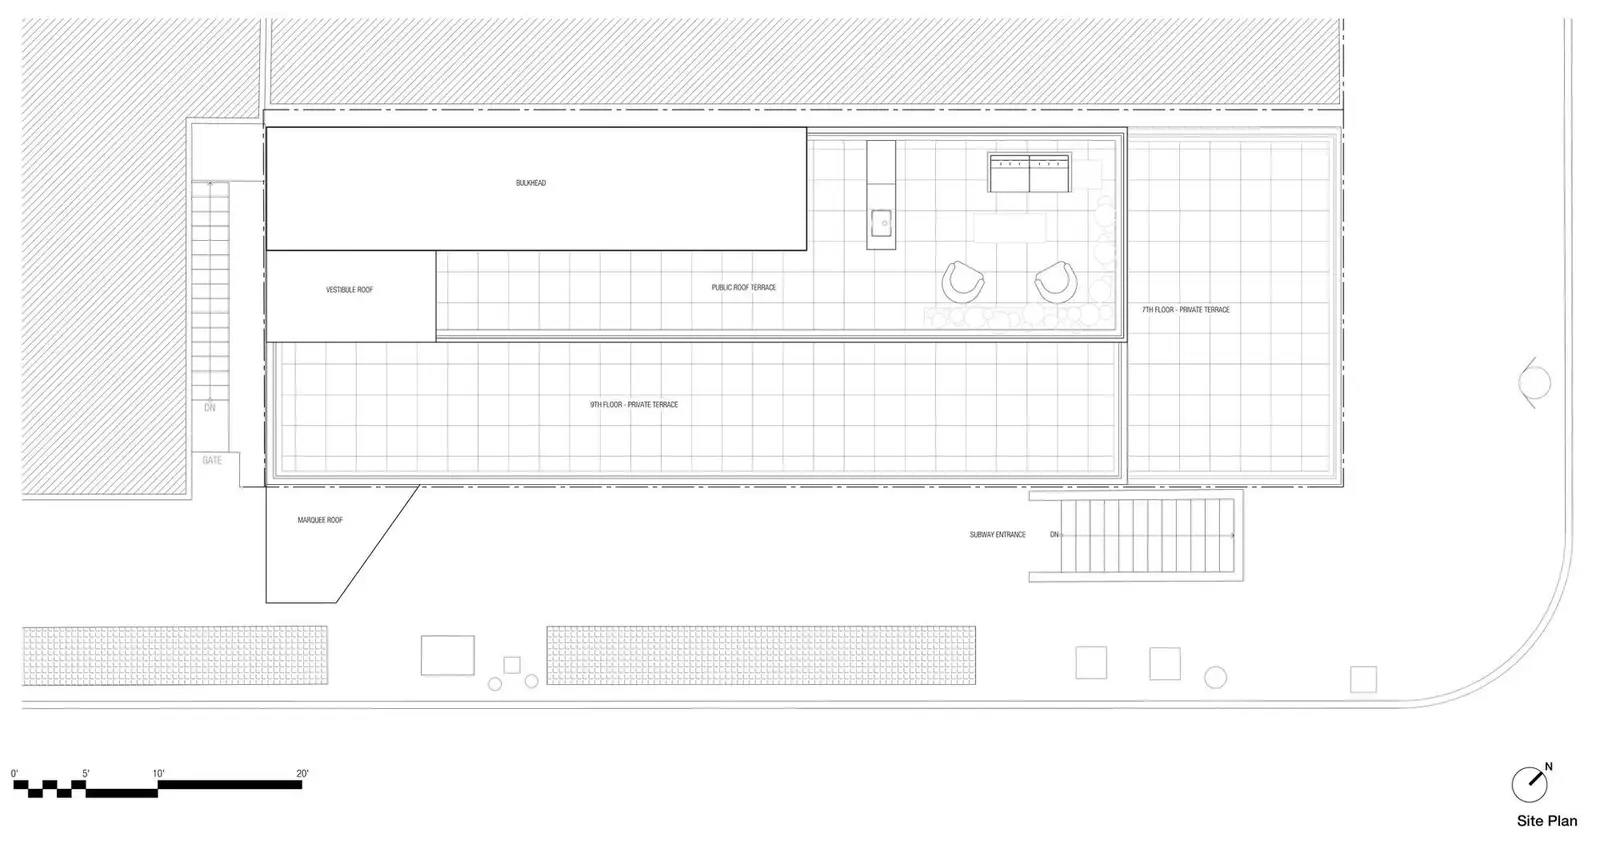 BULKHEAD
VESTIBULE ROOF
PUBLIC ROOF TERRACE
7TH FLOOR - PRIVATE TERRACE
9TH FLOOR - PRIVATE TERRACE
DN
GATE
MARQUEE ROOF
SUBWAY ENTRANCE
DN
0' 5' 10' 20'
N
Site Plan